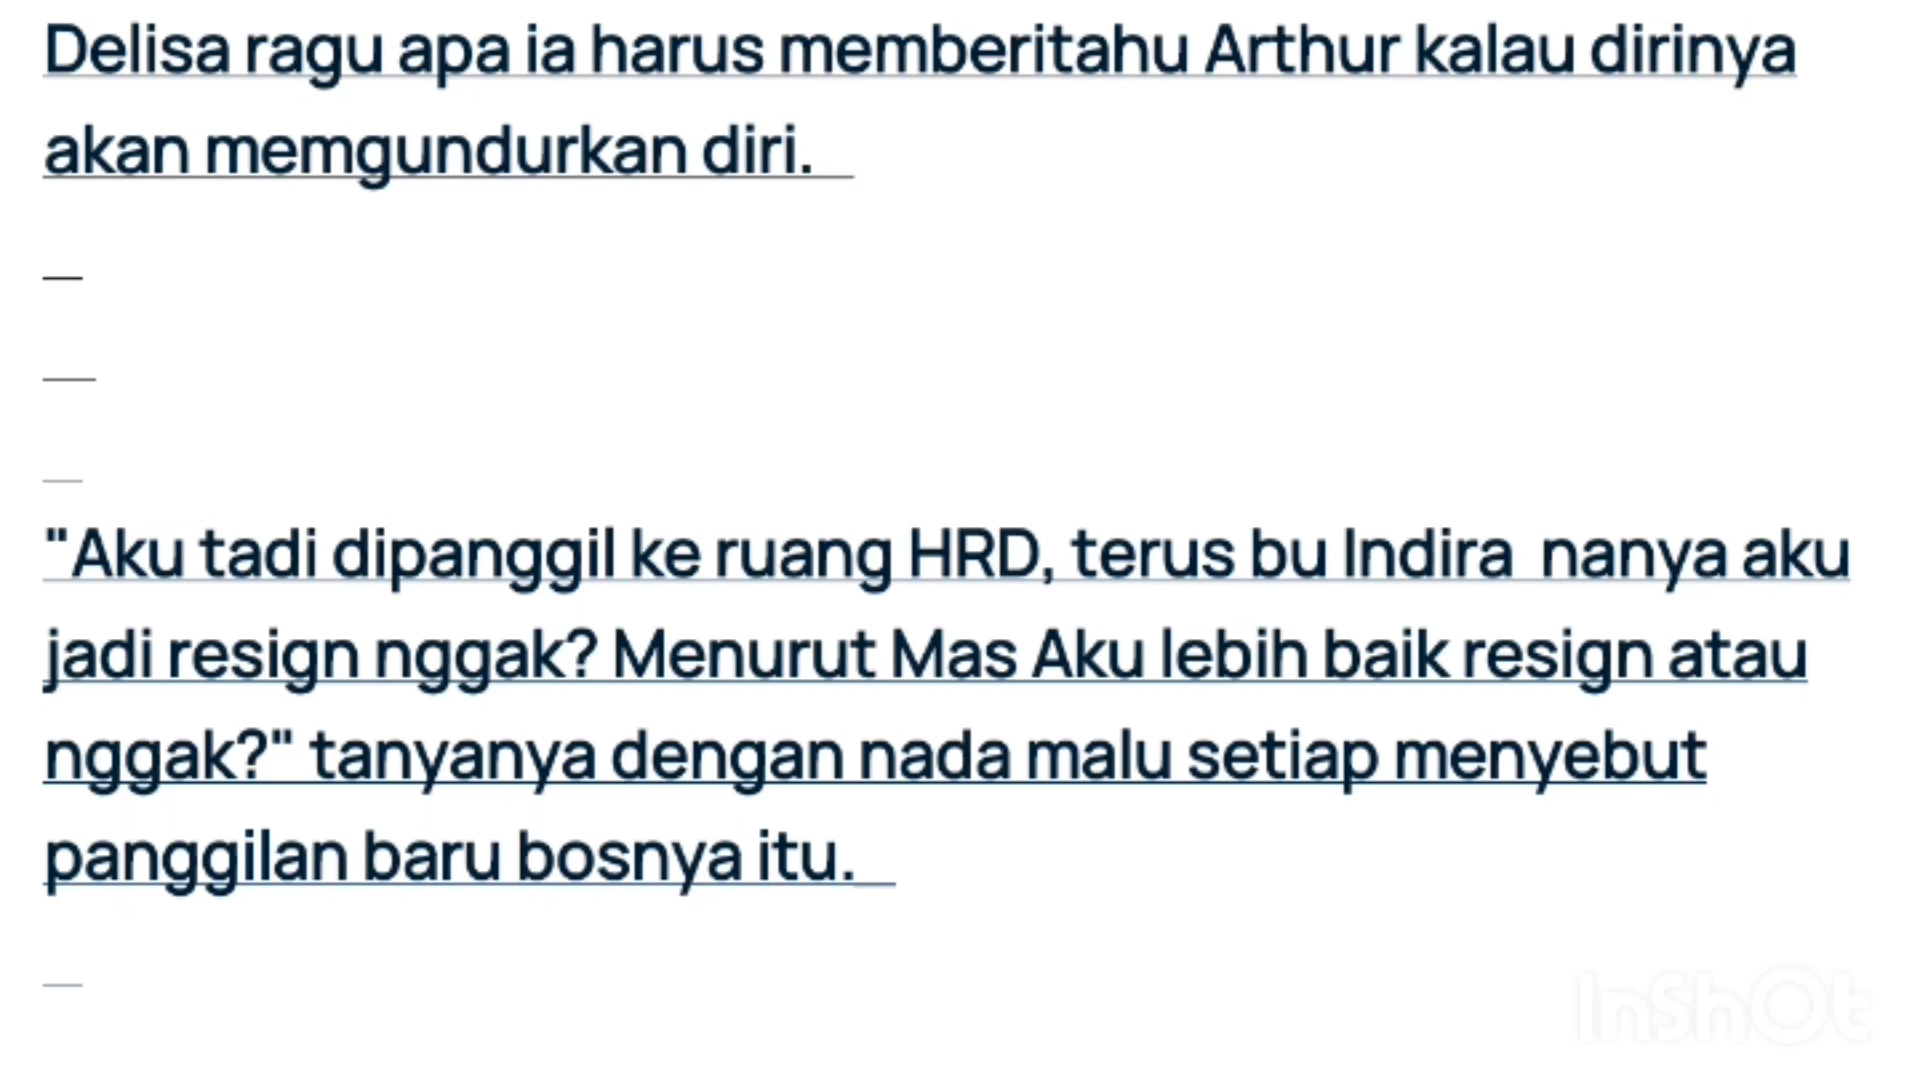 Delisa ragu apa ia harus memberitahu Arthur kalau dirinya
akan memgundurkan diri.
"Aku tadi dipanggil ke ruang HRD, terus bu Indira  nanya aku
jadi resign nggak? Menurut Mas Aku lebih baik resign atau
nggak?" tanyanya dengan nada malu setiap menyebut
panggilan baru bosnya itu.
InShOt